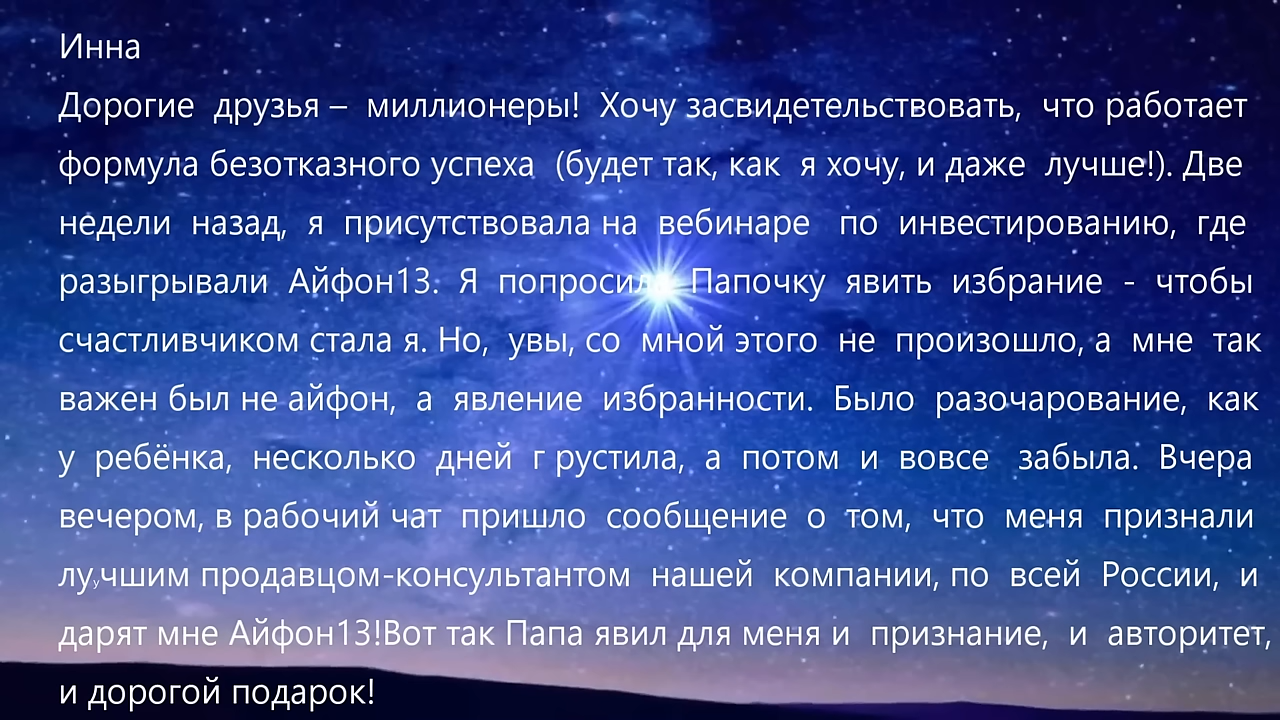 Инна
Дорогие друзья – миллионеры! Хочу засвидетельствовать, что работает
формула безотказного успеха (будет так, как я хочу, и даже лучше!). Две
недели назад, я присутствовала на вебинаре по инвестированию, где
разыгрывали Айфон13. Я попросила Папочку явить избрание - чтобы
счастливчиком стала я. Но, увы, со мной этого не произошло, а мне так
важен был не айфон, а явление избранности. Было разочарование, как
у ребёнка, несколько дней г рустила, а потом и вовсе забыла. Вчера
вечером, в рабочий чат пришло сообщение о том, что меня признали
лучшим продавцом-консультантом нашей компании, по всей России, и
дарят мне Айфон13!Вот так Папа явил для меня и признание, и авторитет,
и дорогой подарок!